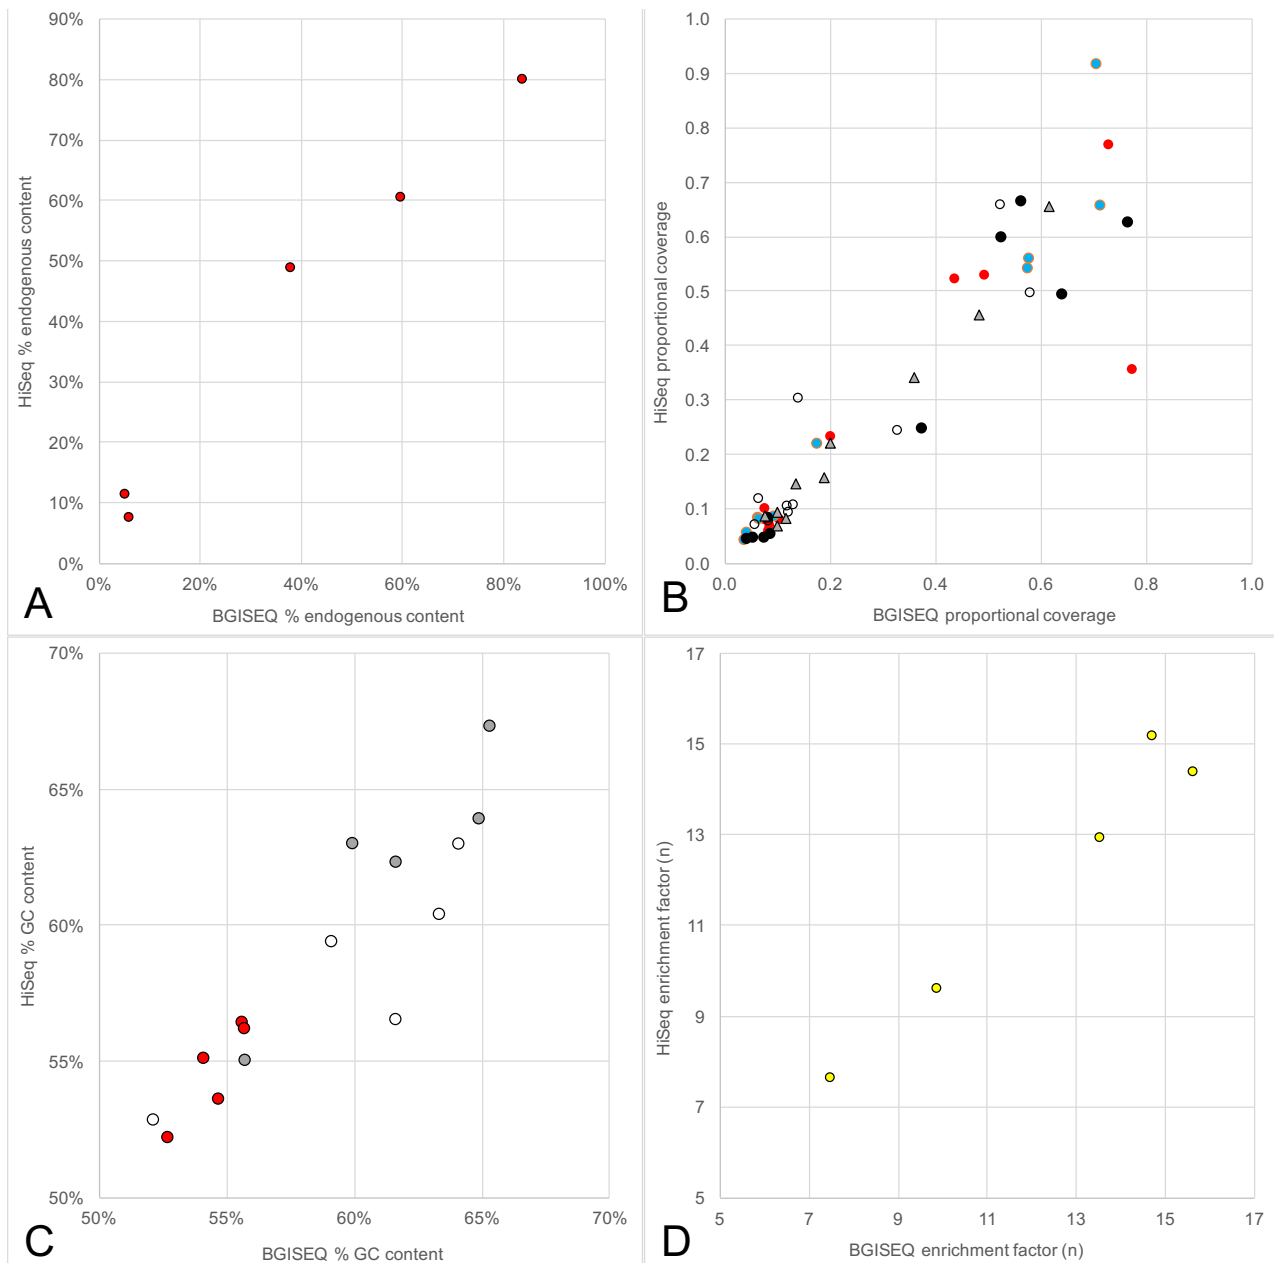 90%
80%
70%
60%
50%
40%
30%
20%
10%
0%
HiSeq % endogenous content
0% 20% 40% 60% 80% 100%
BGISEQ % endogenous content
A
1.0
0.9
0.8
0.7
0.6
0.5
0.4
0.3
0.2
0.1
0.0
HiSeq proportional coverage
0.0 0.2 0.4 0.6 0.8 1.0
BGISEQ proportional coverage
B
70%
65%
60%
55%
50%
HiSeq % GC content
50% 55% 60% 65% 70%
BGISEQ % GC content
C
17
15
13
11
9
7
5
HiSeq enrichment factor (n)
5 7 9 11 13 15 17
BGISEQ enrichment factor (n)
D